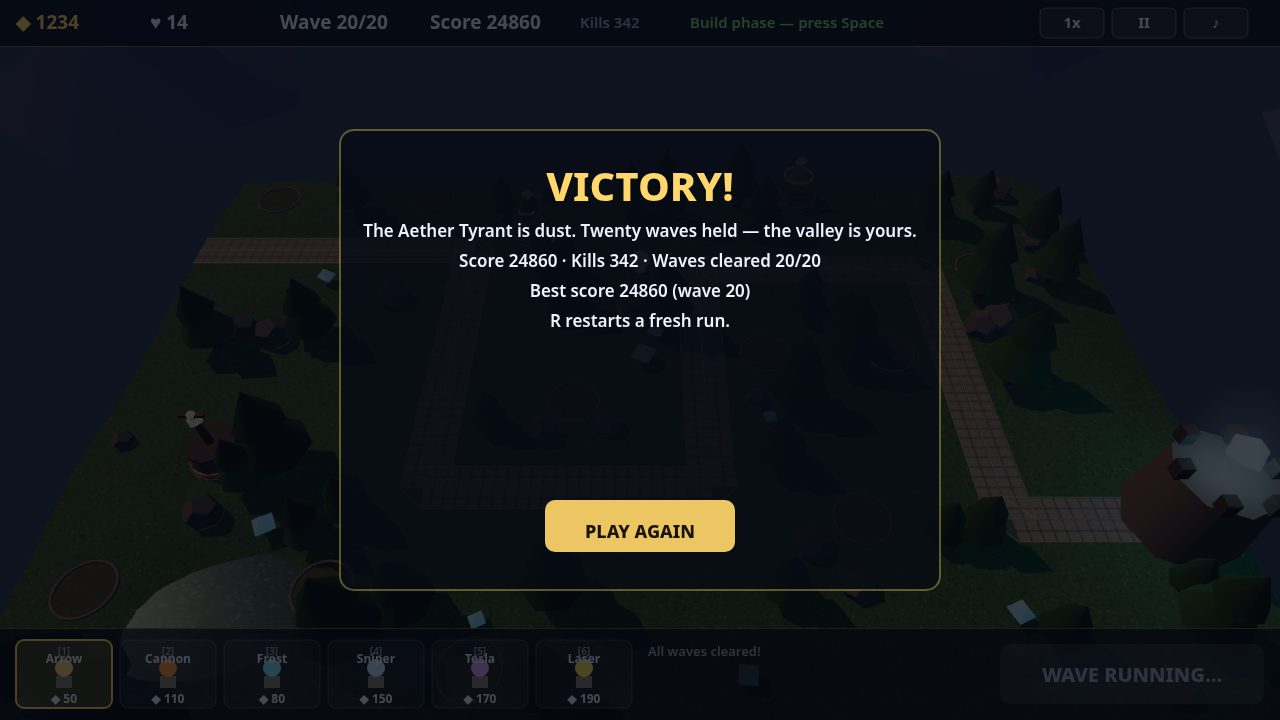 ◆ 1234 ♥ 14 Wave 20/20 Score 24860 Kills 342 Build phase — press Space 1x II ♪
VICTORY!
The Aether Tyrant is dust. Twenty waves held — the valley is yours.
Score 24860 · Kills 342 · Waves cleared 20/20
Best score 24860 (wave 20)
R restarts a fresh run.
PLAY AGAIN
[1] [2] [3] [4] [5] [6]
Arrow Cannon Frost Sniper Tesla Laser
◆ 50 ◆ 110 ◆ 80 ◆ 150 ◆ 170 ◆ 190
All waves cleared!
WAVE RUNNING...